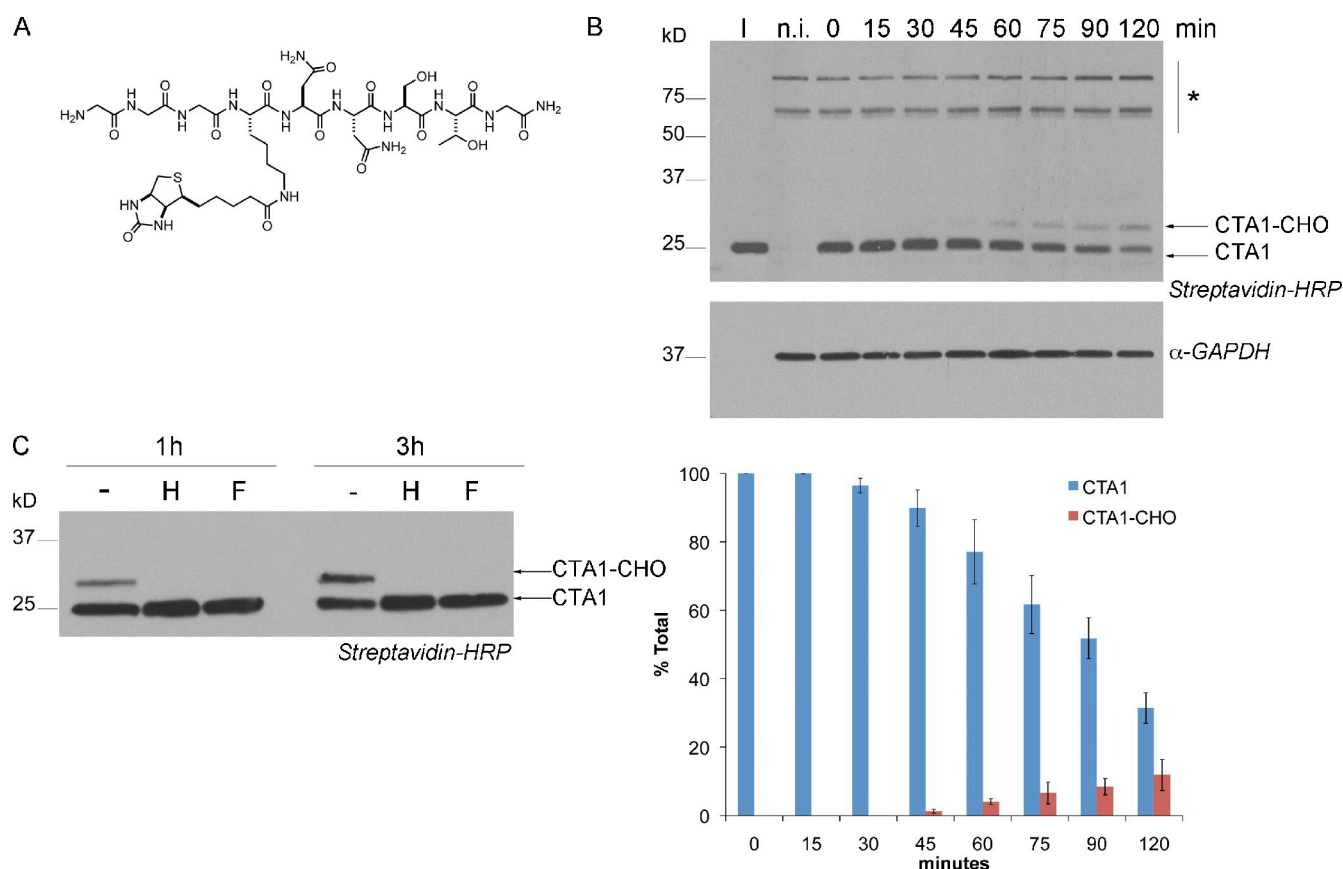 A
H₂N
O
H
N
O
N
H
O
H
N
O
N
H
O
NH₂
O
H
N
O
NH₂
O
N
H
OH
O
H
N
OH
O
N
H
O
NH₂
S
HN
NH
O
O
NH
B
kD
I n.i. 0 15 30 45 60 75 90 120 min
75
50
37
25
*
CTA1-CHO
CTA1
Streptavidin-HRP
37
α-GAPDH
C
1h 3h
kD
- H F - H F
37
25
CTA1-CHO
CTA1
Streptavidin-HRP
% Total
100
80
60
40
20
0
CTA1
CTA1-CHO
0 15 30 45 60 75 90 120
minutes